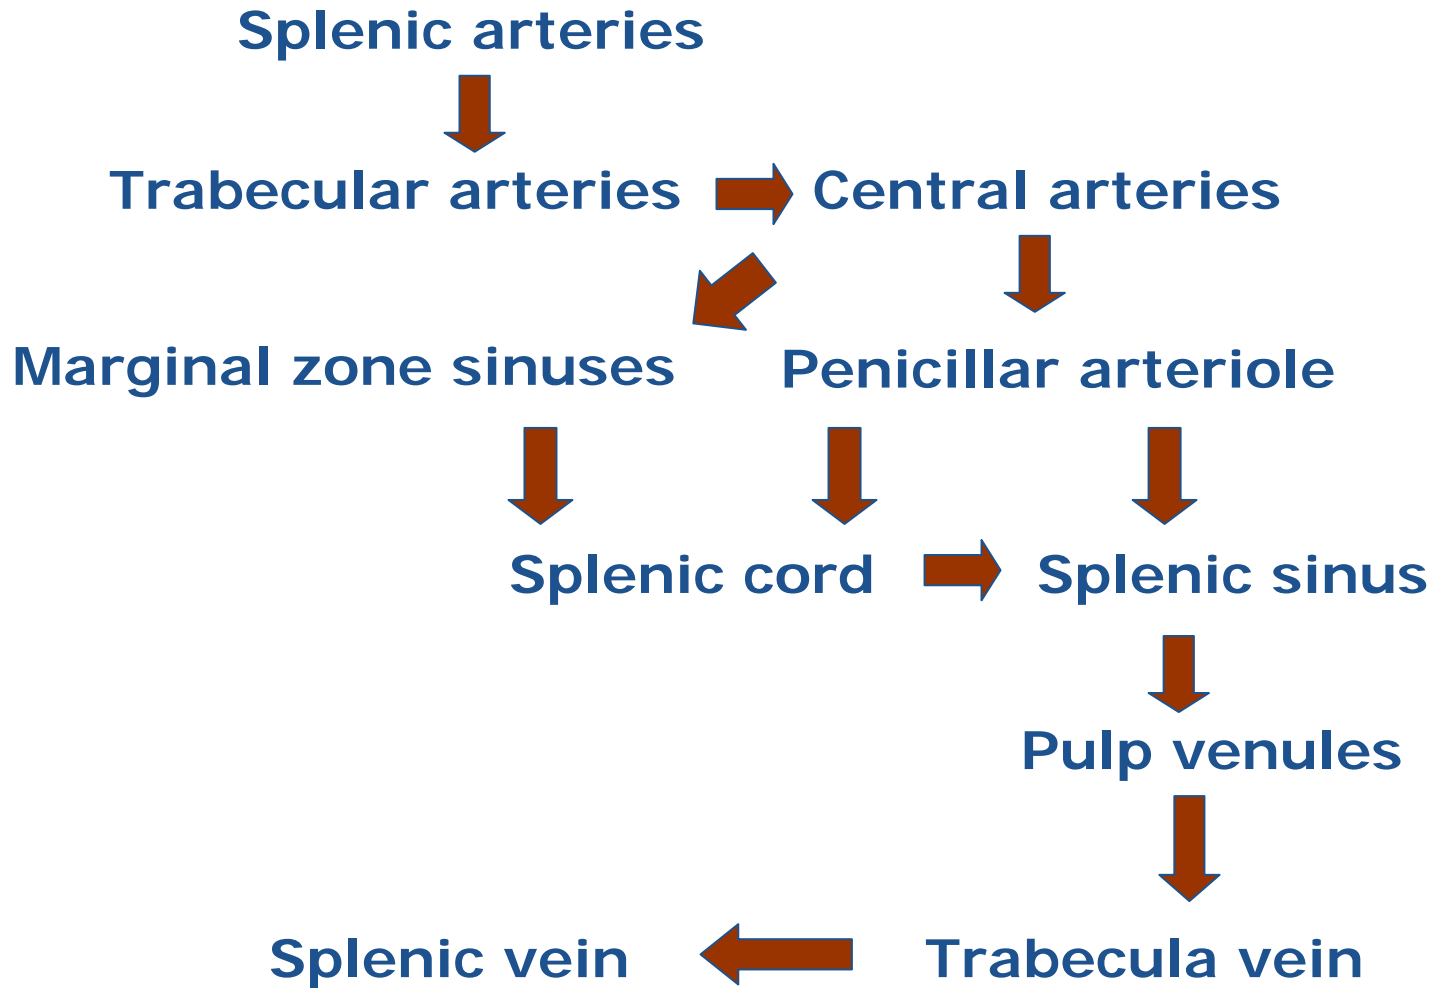 Splenic arteries
Trabecular arteries
Central arteries
Marginal zone sinuses
Penicillar arteriole
Splenic cord
Splenic sinus
Pulp venules
Splenic vein
Trabecula vein